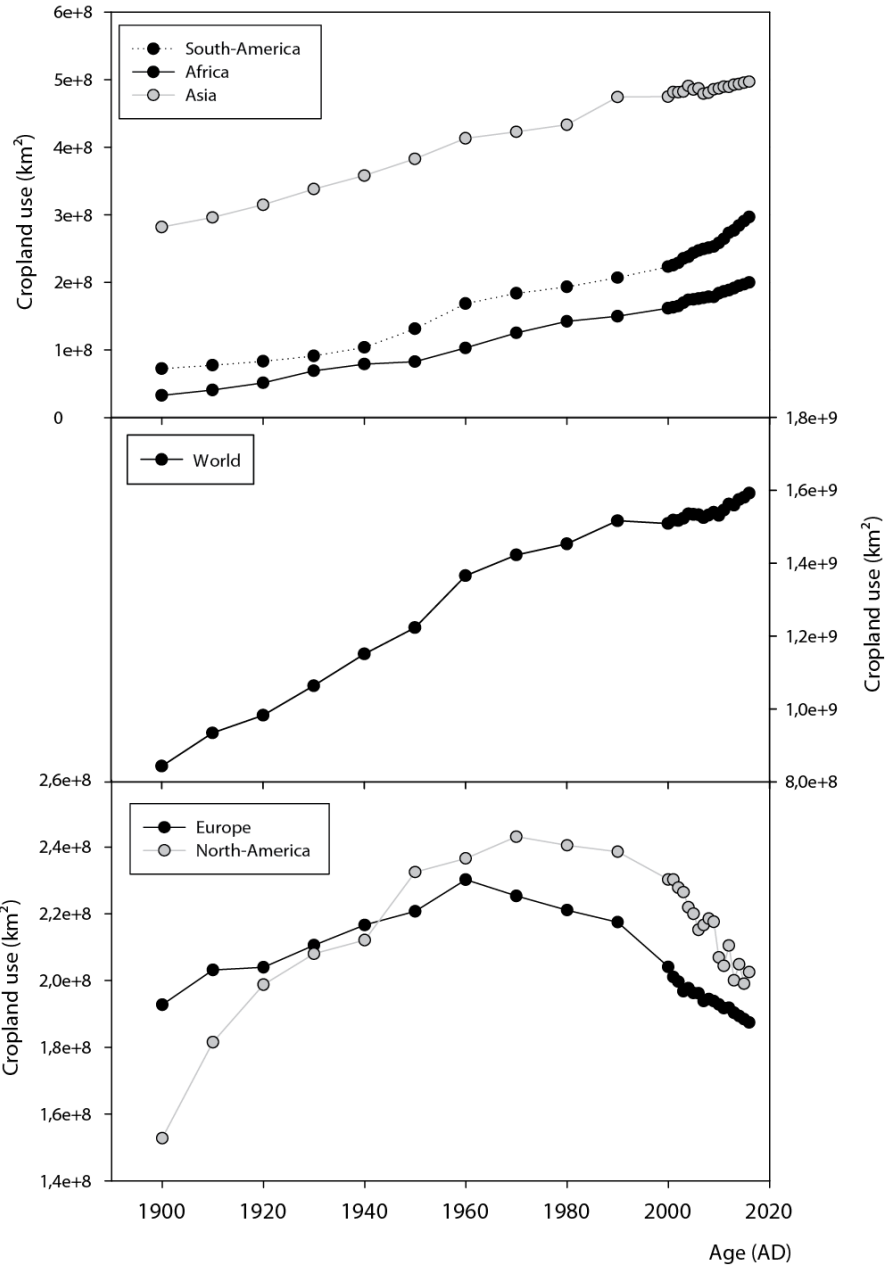 6e+8
South-America
Africa
Asia
5e+8
4e+8
3e+8
2e+8
1e+8
0
Cropland use (km²)
1,8e+9
World
1,6e+9
1,4e+9
1,2e+9
1,0e+9
8,0e+8
Cropland use (km²)
2,6e+8
Europe
North-America
2,4e+8
2,2e+8
2,0e+8
1,8e+8
1,6e+8
1,4e+8
Cropland use (km²)
1900 1920 1940 1960 1980 2000 2020
Age (AD)